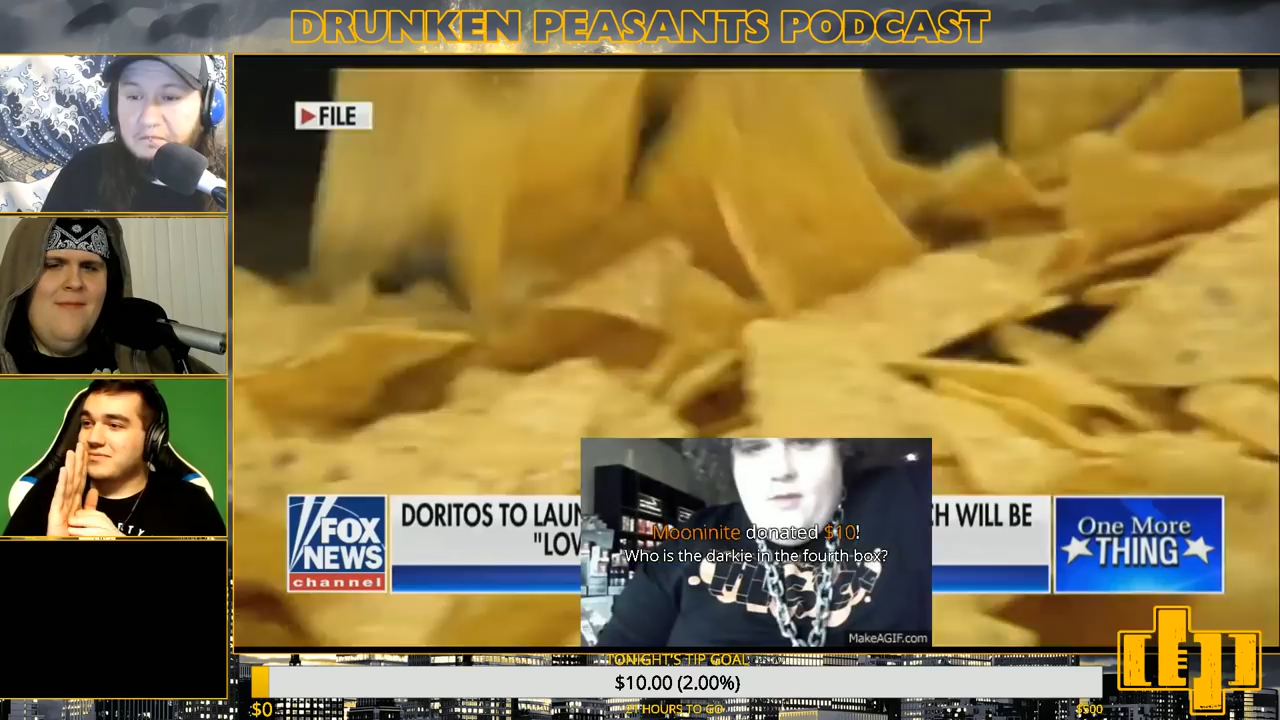 DRUNKEN PEASANTS PODCAST
FILE
FOX
NEWS
channel
DORITOS TO LAUN
CH WILL BE
"LOV
One More
THING
Mooninite donated $10!
Who is the darkie in the fourth box?
MakeAGIF.com
TONIGHT'S TIP GOAL
$10.00 (2.00%)
$0
21 HOURS TO GO
$500